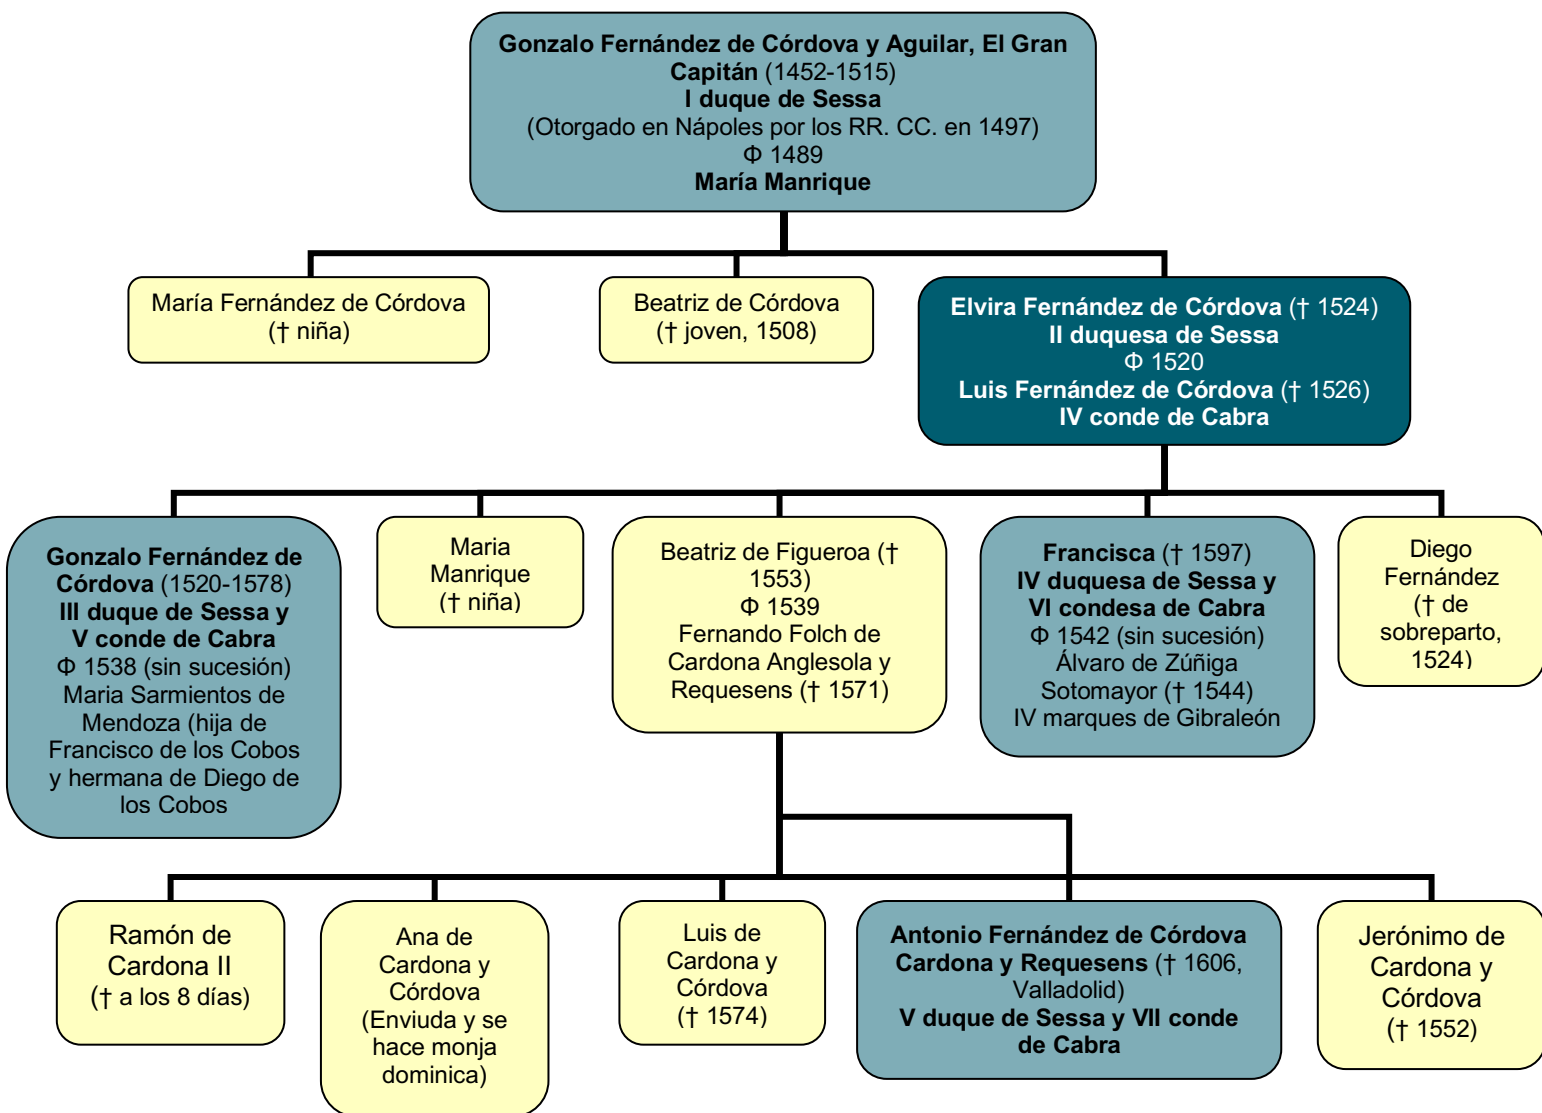 Gonzalo Fernández de Córdova y Aguilar, El Gran
Capitán (1452-1515)
I duque de Sessa
(Otorgado en Nápoles por los RR. CC. en 1497)
Φ 1489
María Manrique
María Fernández de Córdova
(† niña)
Beatriz de Córdova
(† joven, 1508)
Elvira Fernández de Córdova († 1524)
II duquesa de Sessa
Φ 1520
Luis Fernández de Córdova († 1526)
IV conde de Cabra
Gonzalo Fernández de
Córdova (1520-1578)
III duque de Sessa y
V conde de Cabra
Φ 1538 (sin sucesión)
Maria Sarmientos de
Mendoza (hija de
Francisco de los Cobos
y hermana de Diego de
los Cobos
Maria
Manrique
(† niña)
Beatriz de Figueroa (†
1553)
Φ 1539
Fernando Folch de
Cardona Anglesola y
Requesens († 1571)
Francisca († 1597)
IV duquesa de Sessa y
VI condesa de Cabra
Φ 1542 (sin sucesión)
Álvaro de Zúñiga
Sotomayor († 1544)
IV marques de Gibraleón
Diego
Fernández
(† de
sobreparto,
1524)
Ramón de
Cardona II
(† a los 8 días)
Ana de
Cardona y
Córdova
(Enviuda y se
hace monja
dominica)
Luis de
Cardona y
Córdova
(† 1574)
Antonio Fernández de Córdova
Cardona y Requesens († 1606,
Valladolid)
V duque de Sessa y VII conde
de Cabra
Jerónimo de
Cardona y
Córdova
(† 1552)